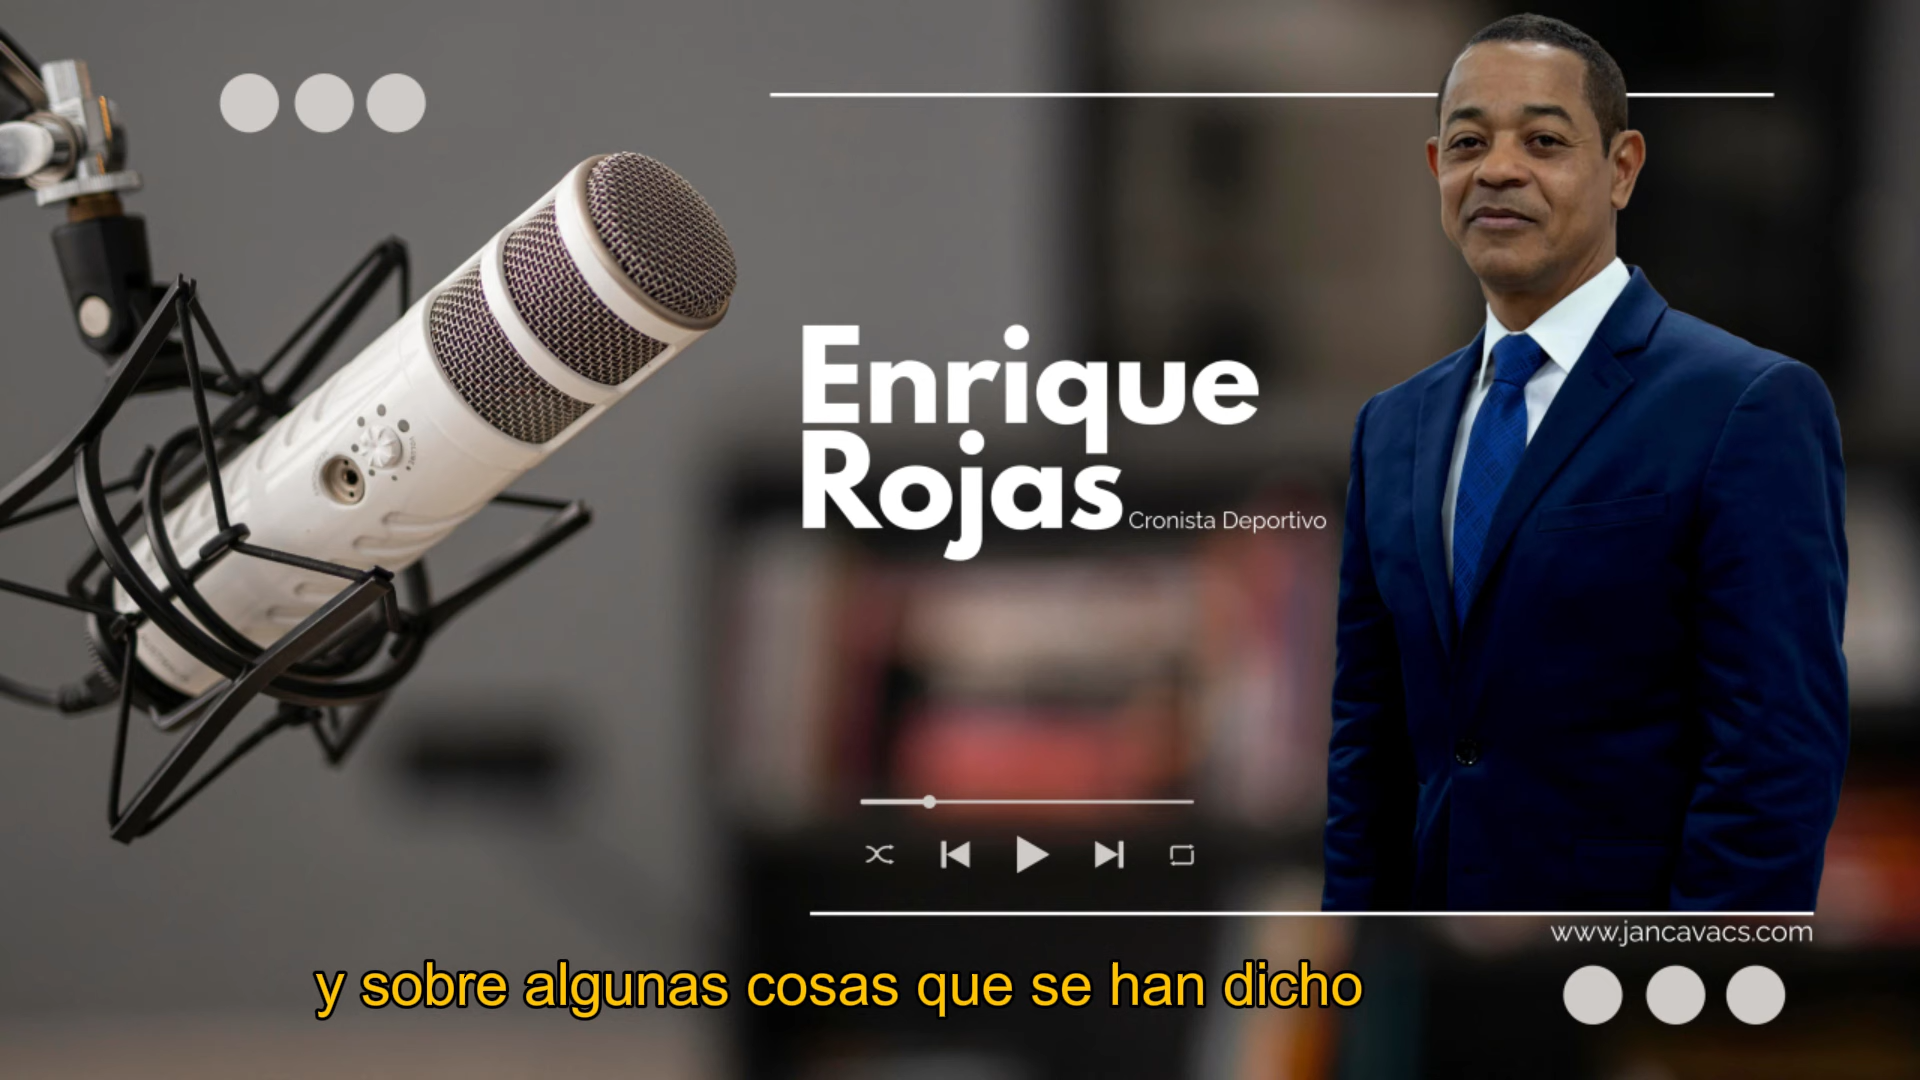 Enrique
Rojas
Cronista Deportivo
www.jancavacs.com
y sobre algunas cosas que se han dicho